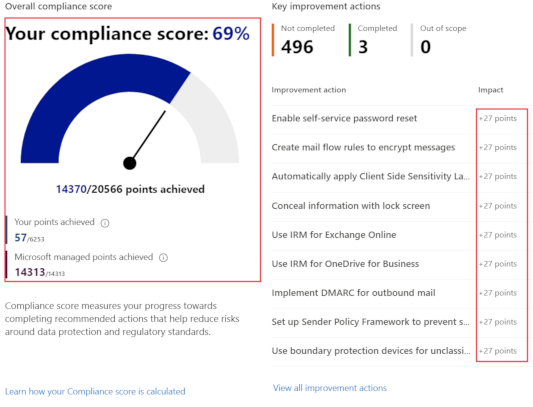 Overall compliance score
Your compliance score: 69%
14370/20566 points achieved
Your points achieved
57/6253
Microsoft managed points achieved
14313/14313
Compliance score measures your progress towards
completing recommended actions that help reduce risks
around data protection and regulatory standards.
Learn how your Compliance score is calculated
Key improvement actions
Not completed
496
Completed
3
Out of scope
0
Improvement action Impact
Enable self-service password reset +27 points
Create mail flow rules to encrypt messages +27 points
Automatically apply Client Side Sensitivity La... +27 points
Conceal information with lock screen +27 points
Use IRM for Exchange Online +27 points
Use IRM for OneDrive for Business +27 points
Implement DMARC for outbound mail +27 points
Set up Sender Policy Framework to prevent s... +27 points
Use boundary protection devices for unclassi... +27 points
View all improvement actions